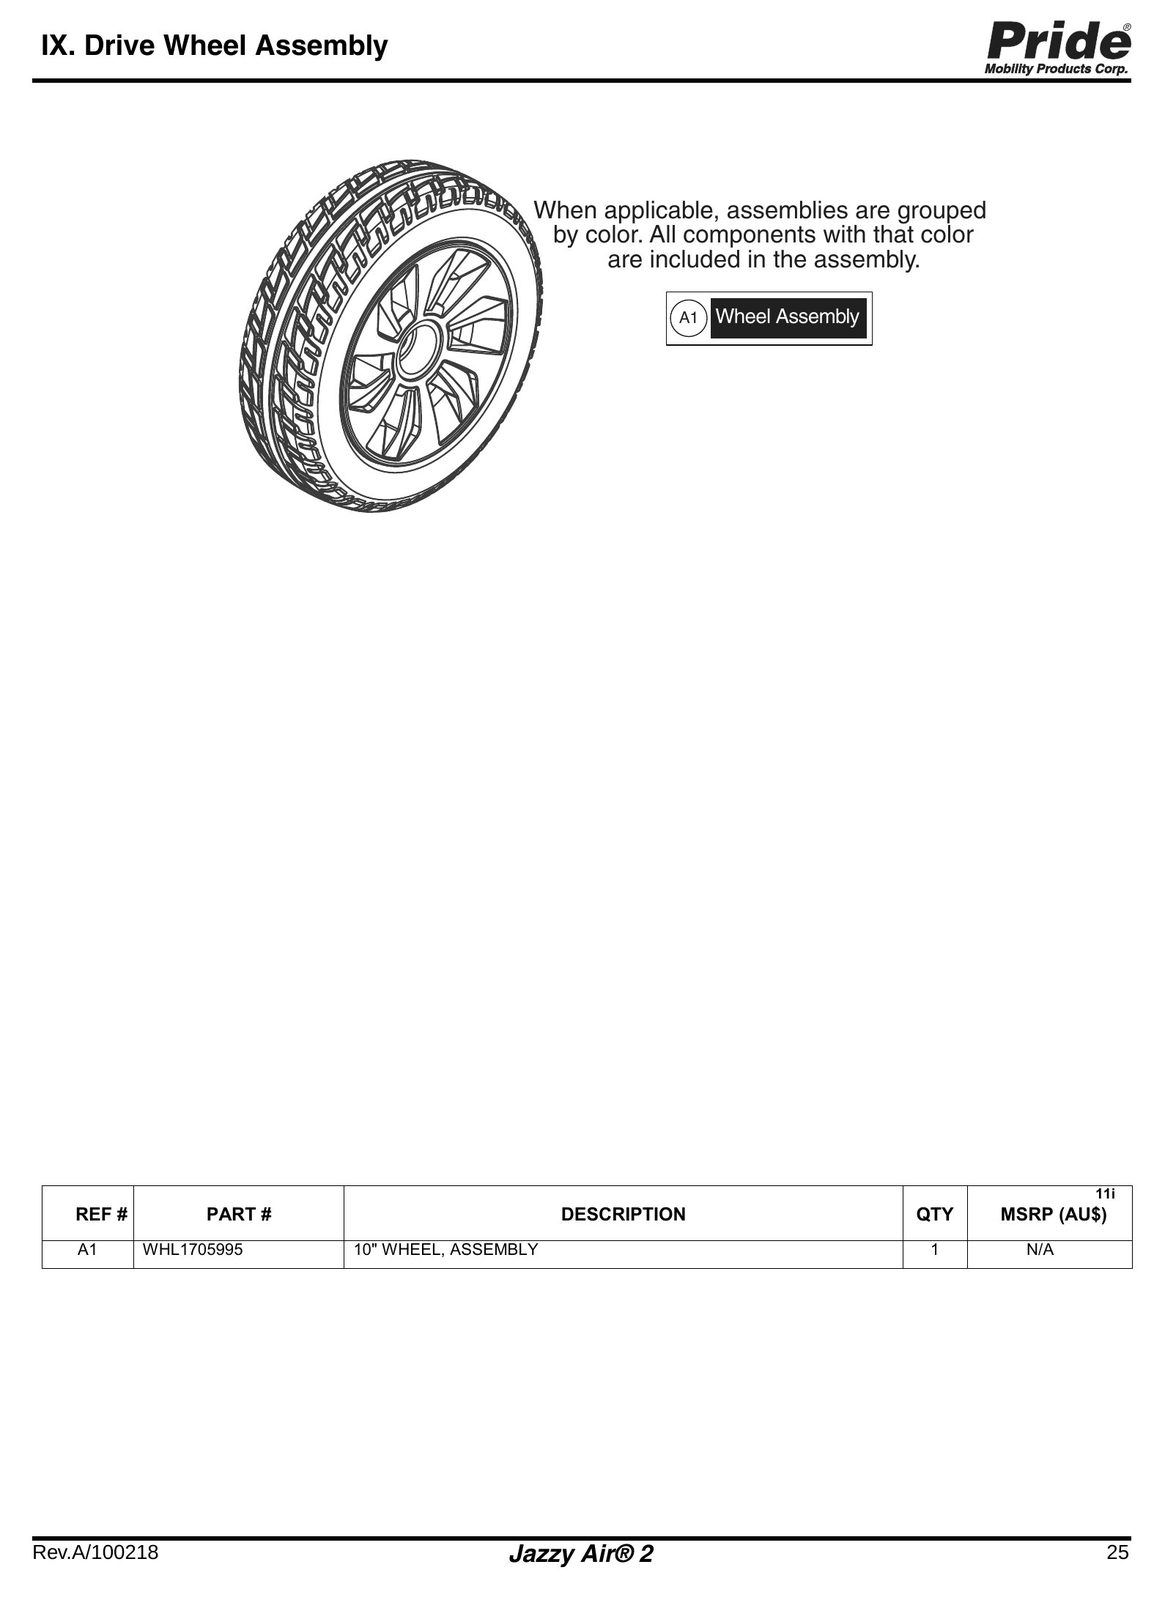 IX. Drive Wheel Assembly
Pride®
Mobility Products Corp.
When applicable, assemblies are grouped
by color. All components with that color
are included in the assembly.
A1 Wheel Assembly
11i
REF # PART # DESCRIPTION QTY MSRP (AU$)
A1 WHL1705995 10" WHEEL, ASSEMBLY 1 N/A
Rev.A/100218 Jazzy Air® 2 25